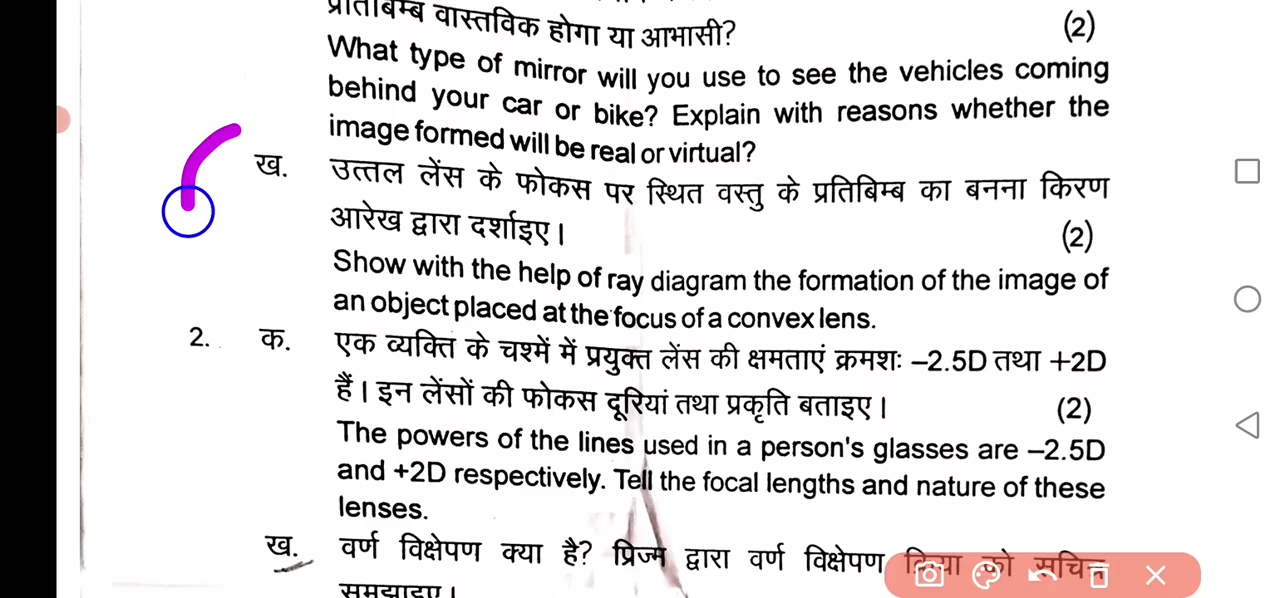 प्रतिबिम्ब वास्तविक होगा या आभासी? (2)
What type of mirror will you use to see the vehicles coming
behind your car or bike? Explain with reasons whether the
image formed will be real or virtual?
ख. उत्तल लेंस के फोकस पर स्थित वस्तु के प्रतिबिम्ब का बनना किरण
आरेख द्वारा दर्शाइए। (2)
Show with the help of ray diagram the formation of the image of
an object placed at the focus of a convex lens.
2. क. एक व्यक्ति के चश्में में प्रयुक्त लेंस की क्षमताएं क्रमशः –2.5D तथा +2D
हैं। इन लेंसों की फोकस दूरियां तथा प्रकृति बताइए। (2)
The powers of the lines used in a person's glasses are –2.5D
and +2D respectively. Tell the focal lengths and nature of these
lenses.
ख. वर्ण विक्षेपण क्या है? प्रिज्म द्वारा वर्ण विक्षेपण क्रिया को सचित्र
समझाइए।